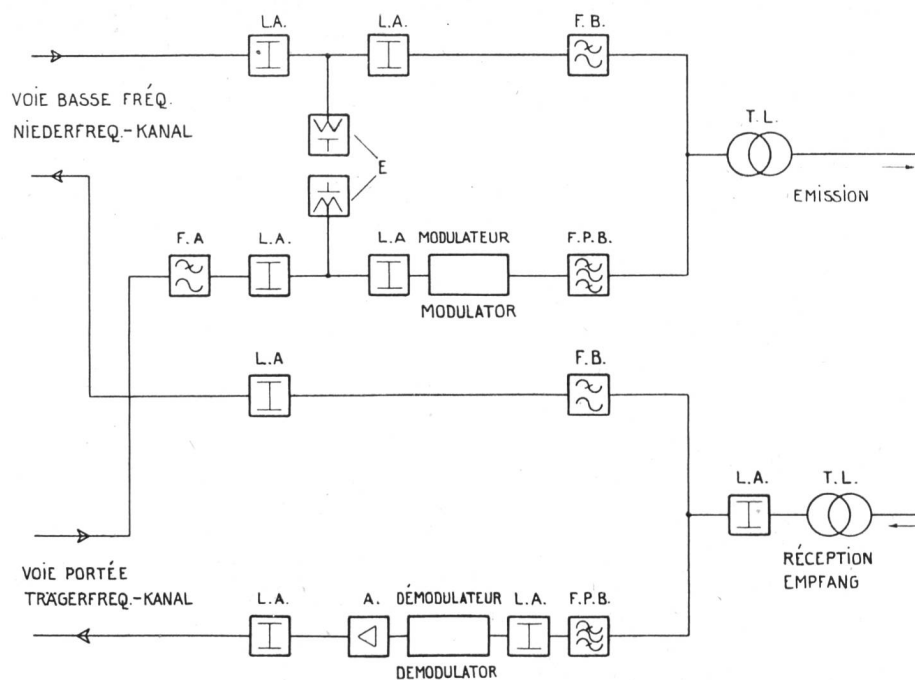 L.A.
L.A.
F.B.
VOIE BASSE FRÉQ.
NIEDERFREQ.-KANAL
E
T.L.
EMISSION
F.A
L.A.
L.A
MODULATEUR
F.P.B.
MODULATOR
L.A
F.B.
L.A.
T.L.
RÉCEPTION
EMPFANG
VOIE PORTÉE
TRÄGERFREQ.-KANAL
L.A.
A.
DÉMODULATEUR
L.A.
F.P.B.
DEMODULATOR